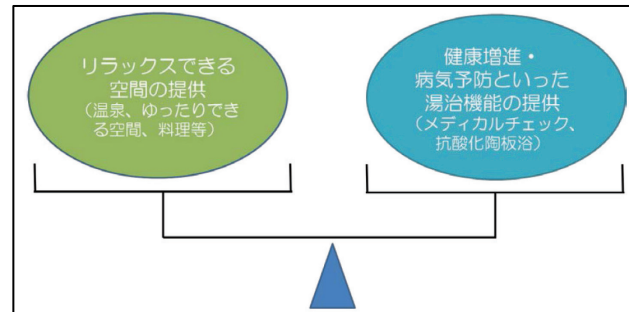 リラックスできる
空間の提供
（温泉、ゆったりでき
る空間、料理等）
健康増進・
病気予防といった
湯治機能の提供
（メディカルチェック、
抗酸化陶板浴）